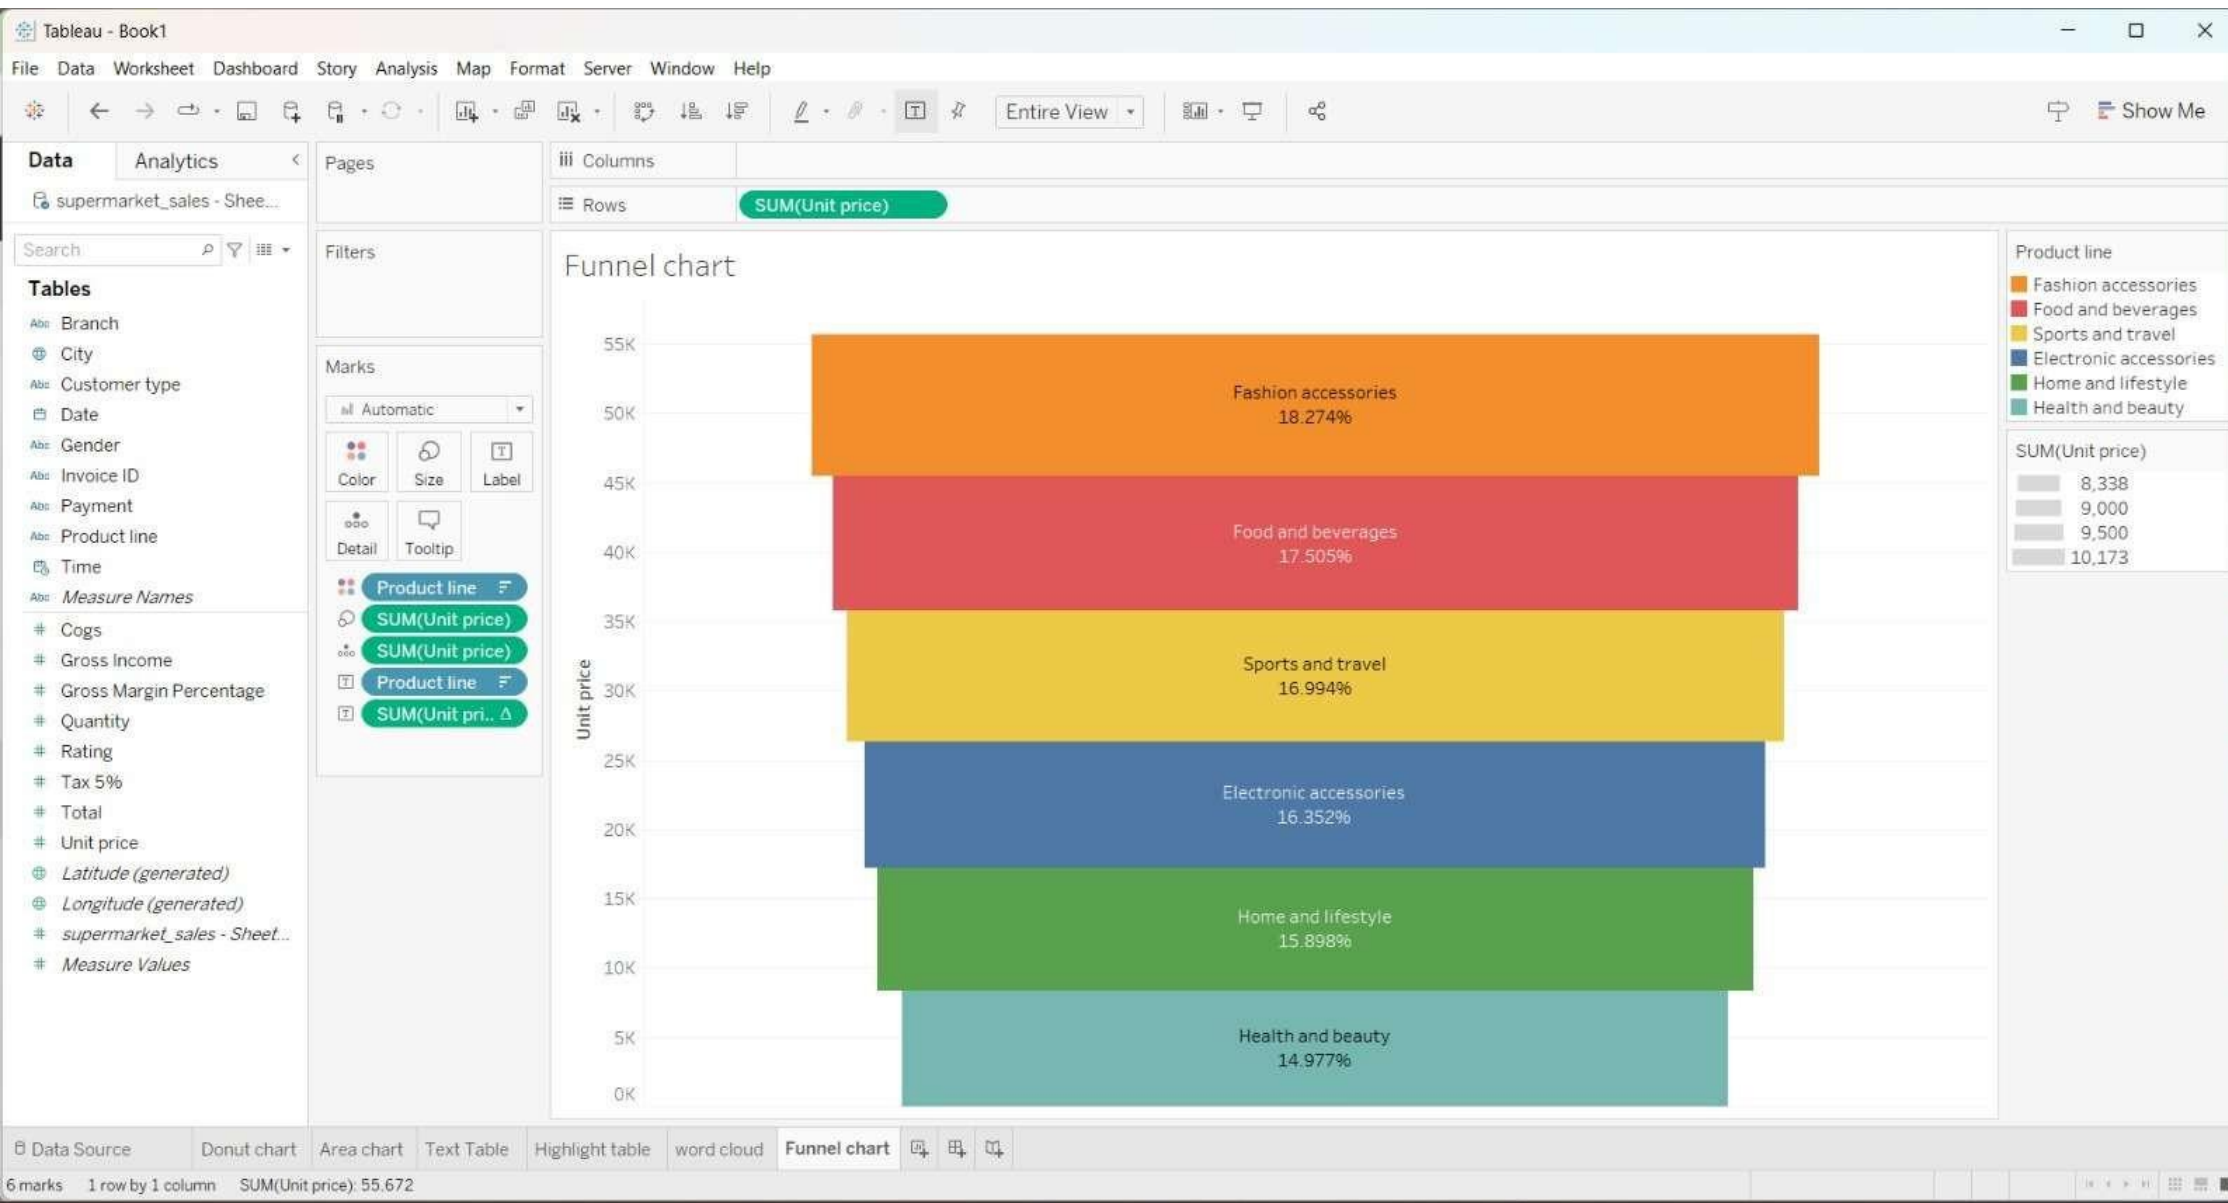 Tableau - Book1
File Data Worksheet Dashboard Story Analysis Map Format Server Window Help
Entire View
Show Me
Data Analytics
supermarket_sales - Shee...
Search
Tables
Abc Branch
City
Abc Customer type
Date
Abc Gender
Abc Invoice ID
Abc Payment
Abc Product line
Time
Abc Measure Names
# Cogs
# Gross Income
# Gross Margin Percentage
# Quantity
# Rating
# Tax 5%
# Total
# Unit price
Latitude (generated)
Longitude (generated)
# supermarket_sales - Sheet...
# Measure Values
Pages
Filters
Marks
Automatic
Color Size Label
Detail Tooltip
Product line
SUM(Unit price)
SUM(Unit price)
Product line
SUM(Unit pri.. Δ
Columns
Rows SUM(Unit price)
Funnel chart
Unit price
55K
50K
45K
40K
35K
30K
25K
20K
15K
10K
5K
0K
Fashion accessories
18.274%
Food and beverages
17.505%
Sports and travel
16.994%
Electronic accessories
16.352%
Home and lifestyle
15.898%
Health and beauty
14.977%
Product line
Fashion accessories
Food and beverages
Sports and travel
Electronic accessories
Home and lifestyle
Health and beauty
SUM(Unit price)
8,338
9,000
9,500
10,173
Data Source Donut chart Area chart Text Table Highlight table word cloud Funnel chart
6 marks 1 row by 1 column SUM(Unit price): 55.672